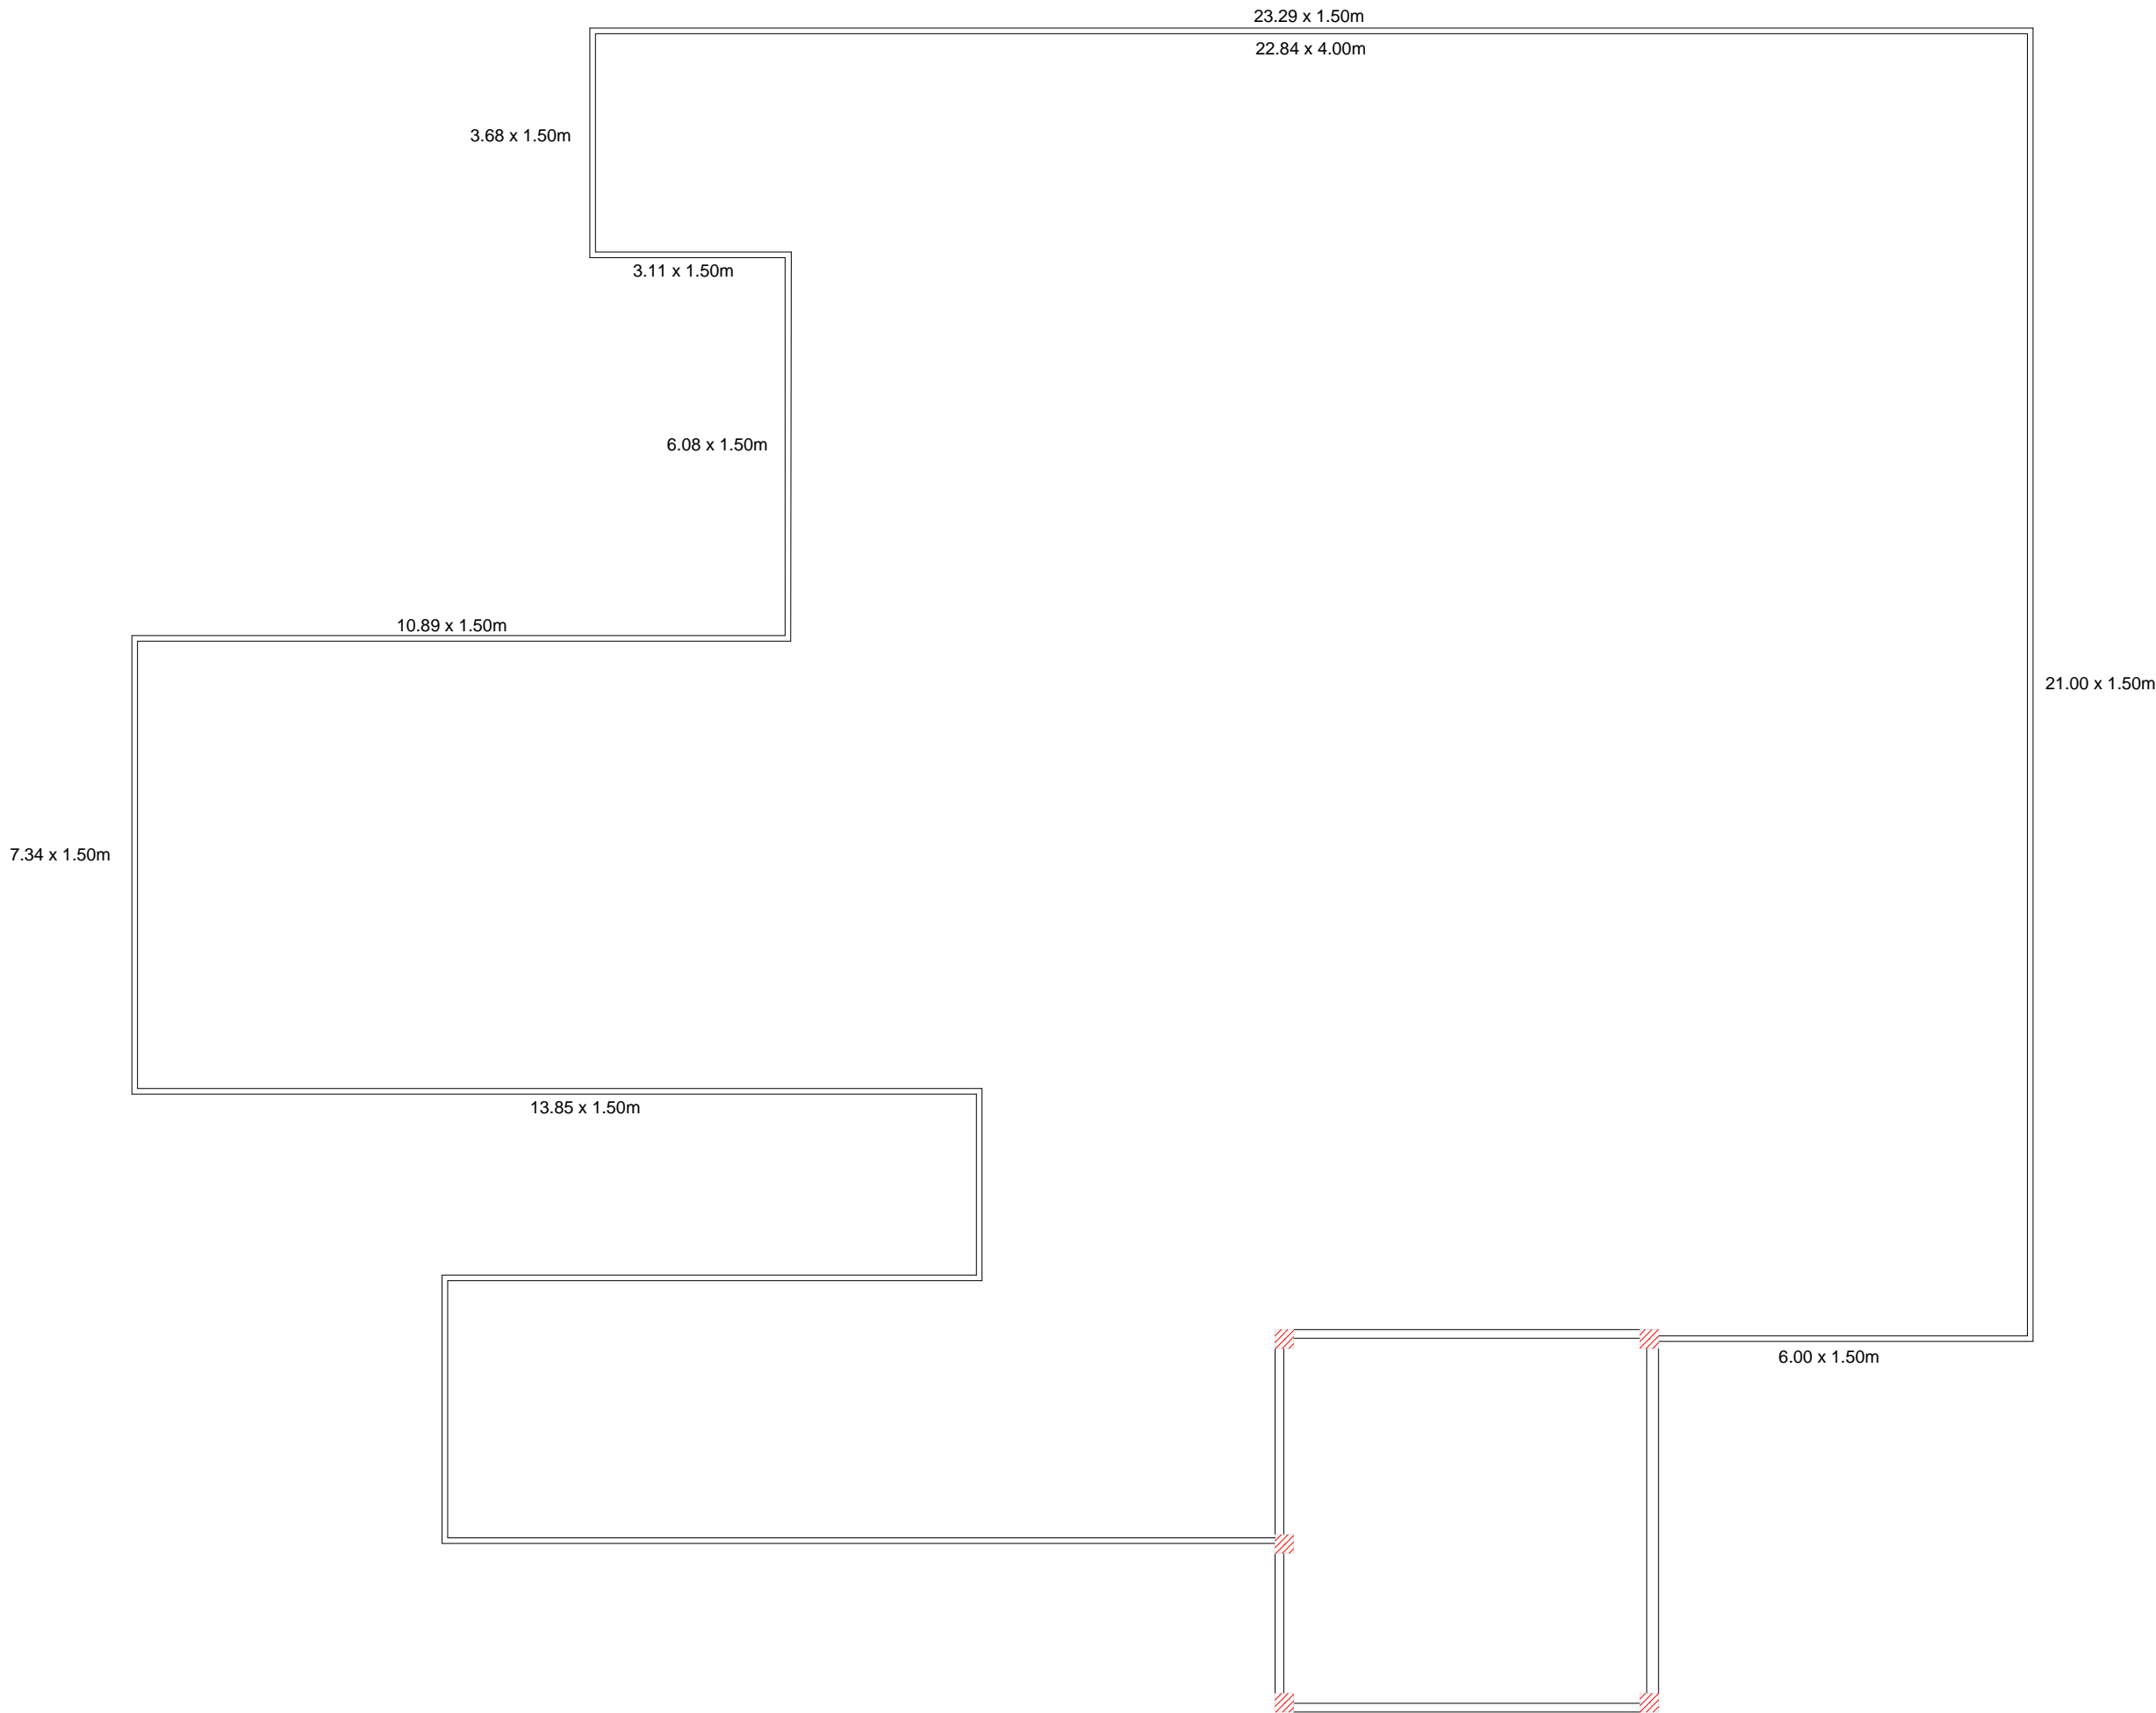 23.29 x 1.50m
22.84 x 4.00m
3.68 x 1.50m
3.11 x 1.50m
6.08 x 1.50m
10.89 x 1.50m
21.00 x 1.50m
7.34 x 1.50m
13.85 x 1.50m
6.00 x 1.50m